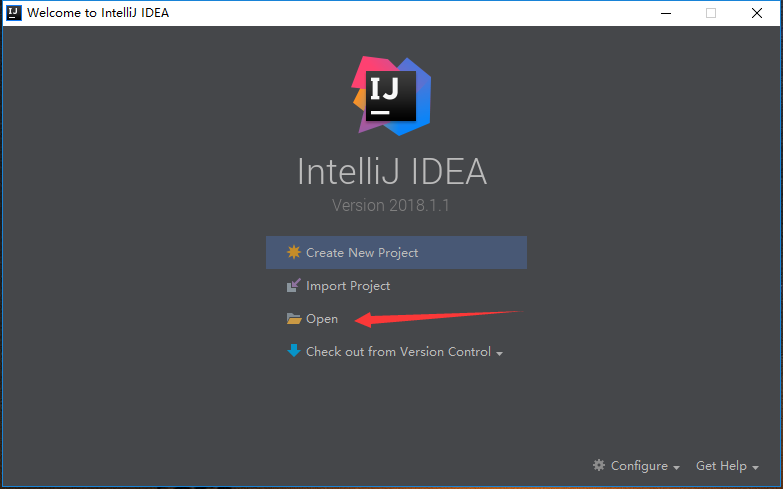 Welcome to IntelliJ IDEA
IJ
IntelliJ IDEA
Version 2018.1.1
Create New Project
Import Project
Open
Check out from Version Control
Configure
Get Help